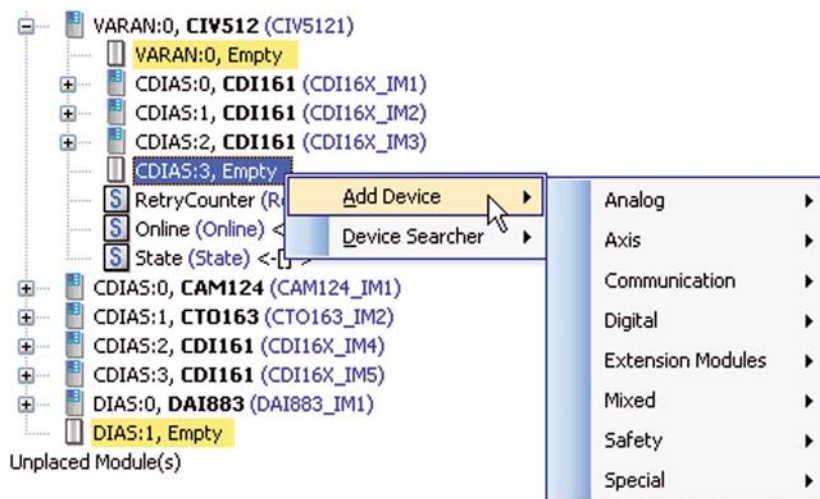 VARAN:0, CIV512 (CIV5121)
VARAN:0, Empty
CDIAS:0, CDI161 (CDI16X_IM1)
CDIAS:1, CDI161 (CDI16X_IM2)
CDIAS:2, CDI161 (CDI16X_IM3)
CDIAS:3, Empty
S RetryCounter
S Online (Online) <
S State (State) <-[]
CDIAS:0, CAM124 (CAM124_IM1)
CDIAS:1, CTO163 (CTO163_IM2)
CDIAS:2, CDI161 (CDI16X_IM4)
CDIAS:3, CDI161 (CDI16X_IM5)
DIAS:0, DAI883 (DAI883_IM1)
DIAS:1, Empty
Unplaced Module(s)
Add Device
Device Searcher
Analog
Axis
Communication
Digital
Extension Modules
Mixed
Safety
Special